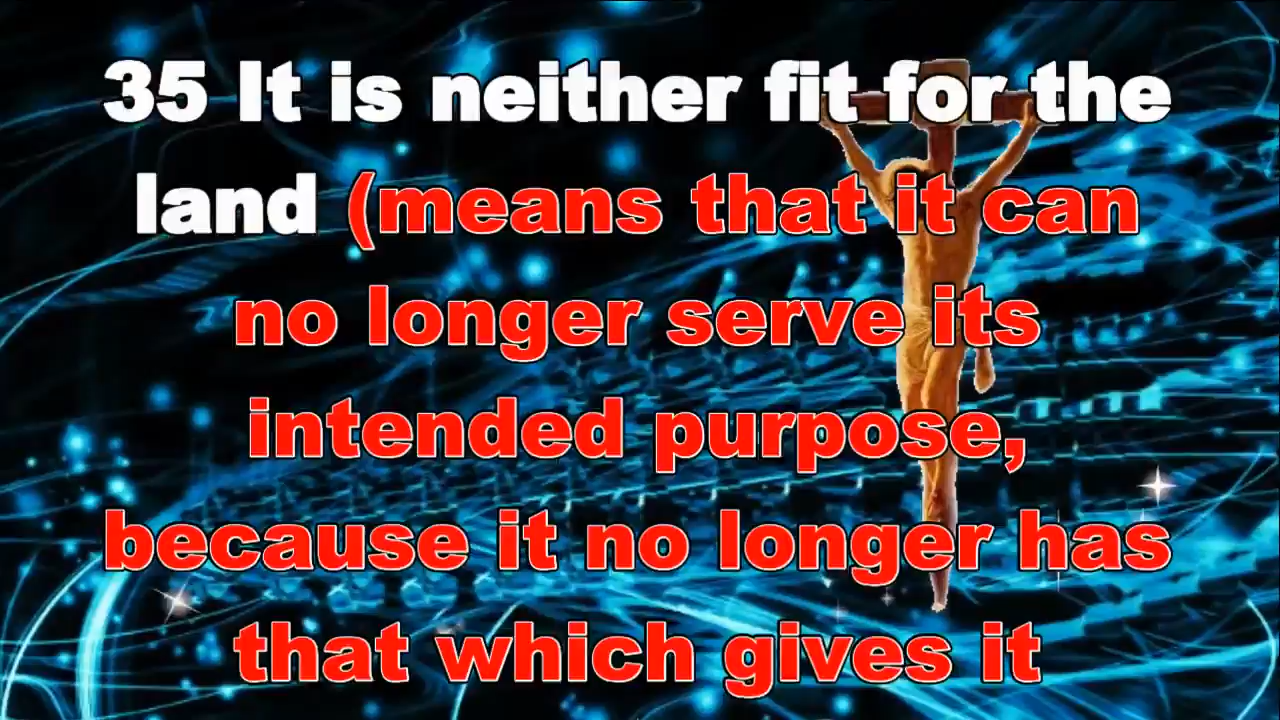 35 It is neither fit for the
land (means that it can
no longer serve its
intended purpose,
because it no longer has
that which gives it